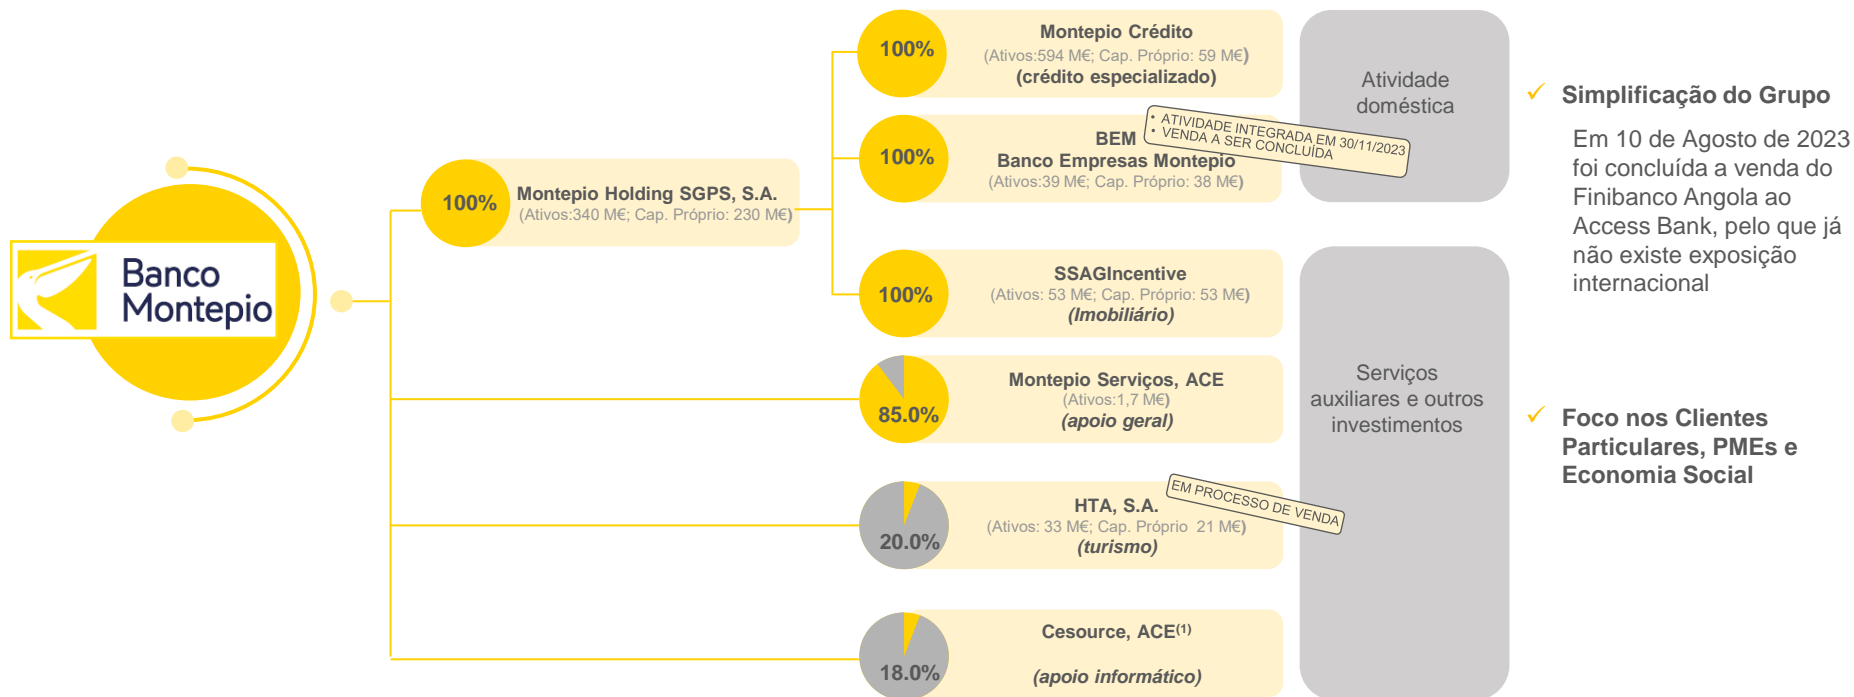 Banco
Montepio
100%
Montepio Holding SGPS, S.A.
(Ativos:340 M€; Cap. Próprio: 230 M€)
100%
Montepio Crédito
(Ativos:594 M€; Cap. Próprio: 59 M€)
(crédito especializado)
100%
BEM
Banco Empresas Montepio
(Ativos:39 M€; Cap. Próprio: 38 M€)
• ATIVIDADE INTEGRADA EM 30/11/2023
• VENDA A SER CONCLUÍDA
100%
SSAGIncentive
(Ativos: 53 M€; Cap. Próprio: 53 M€)
(Imobiliário)
85.0%
Montepio Serviços, ACE
(Ativos:1,7 M€)
(apoio geral)
20.0%
HTA, S.A.
(Ativos: 33 M€; Cap. Próprio 21 M€)
(turismo)
EM PROCESSO DE VENDA
18.0%
Cesource, ACE(1)
(apoio informático)
Atividade
doméstica
Serviços
auxiliares e outros
investimentos
✓ Simplificação do Grupo
Em 10 de Agosto de 2023
foi concluída a venda do
Finibanco Angola ao
Access Bank, pelo que já
não existe exposição
internacional
✓ Foco nos Clientes
Particulares, PMEs e
Economia Social